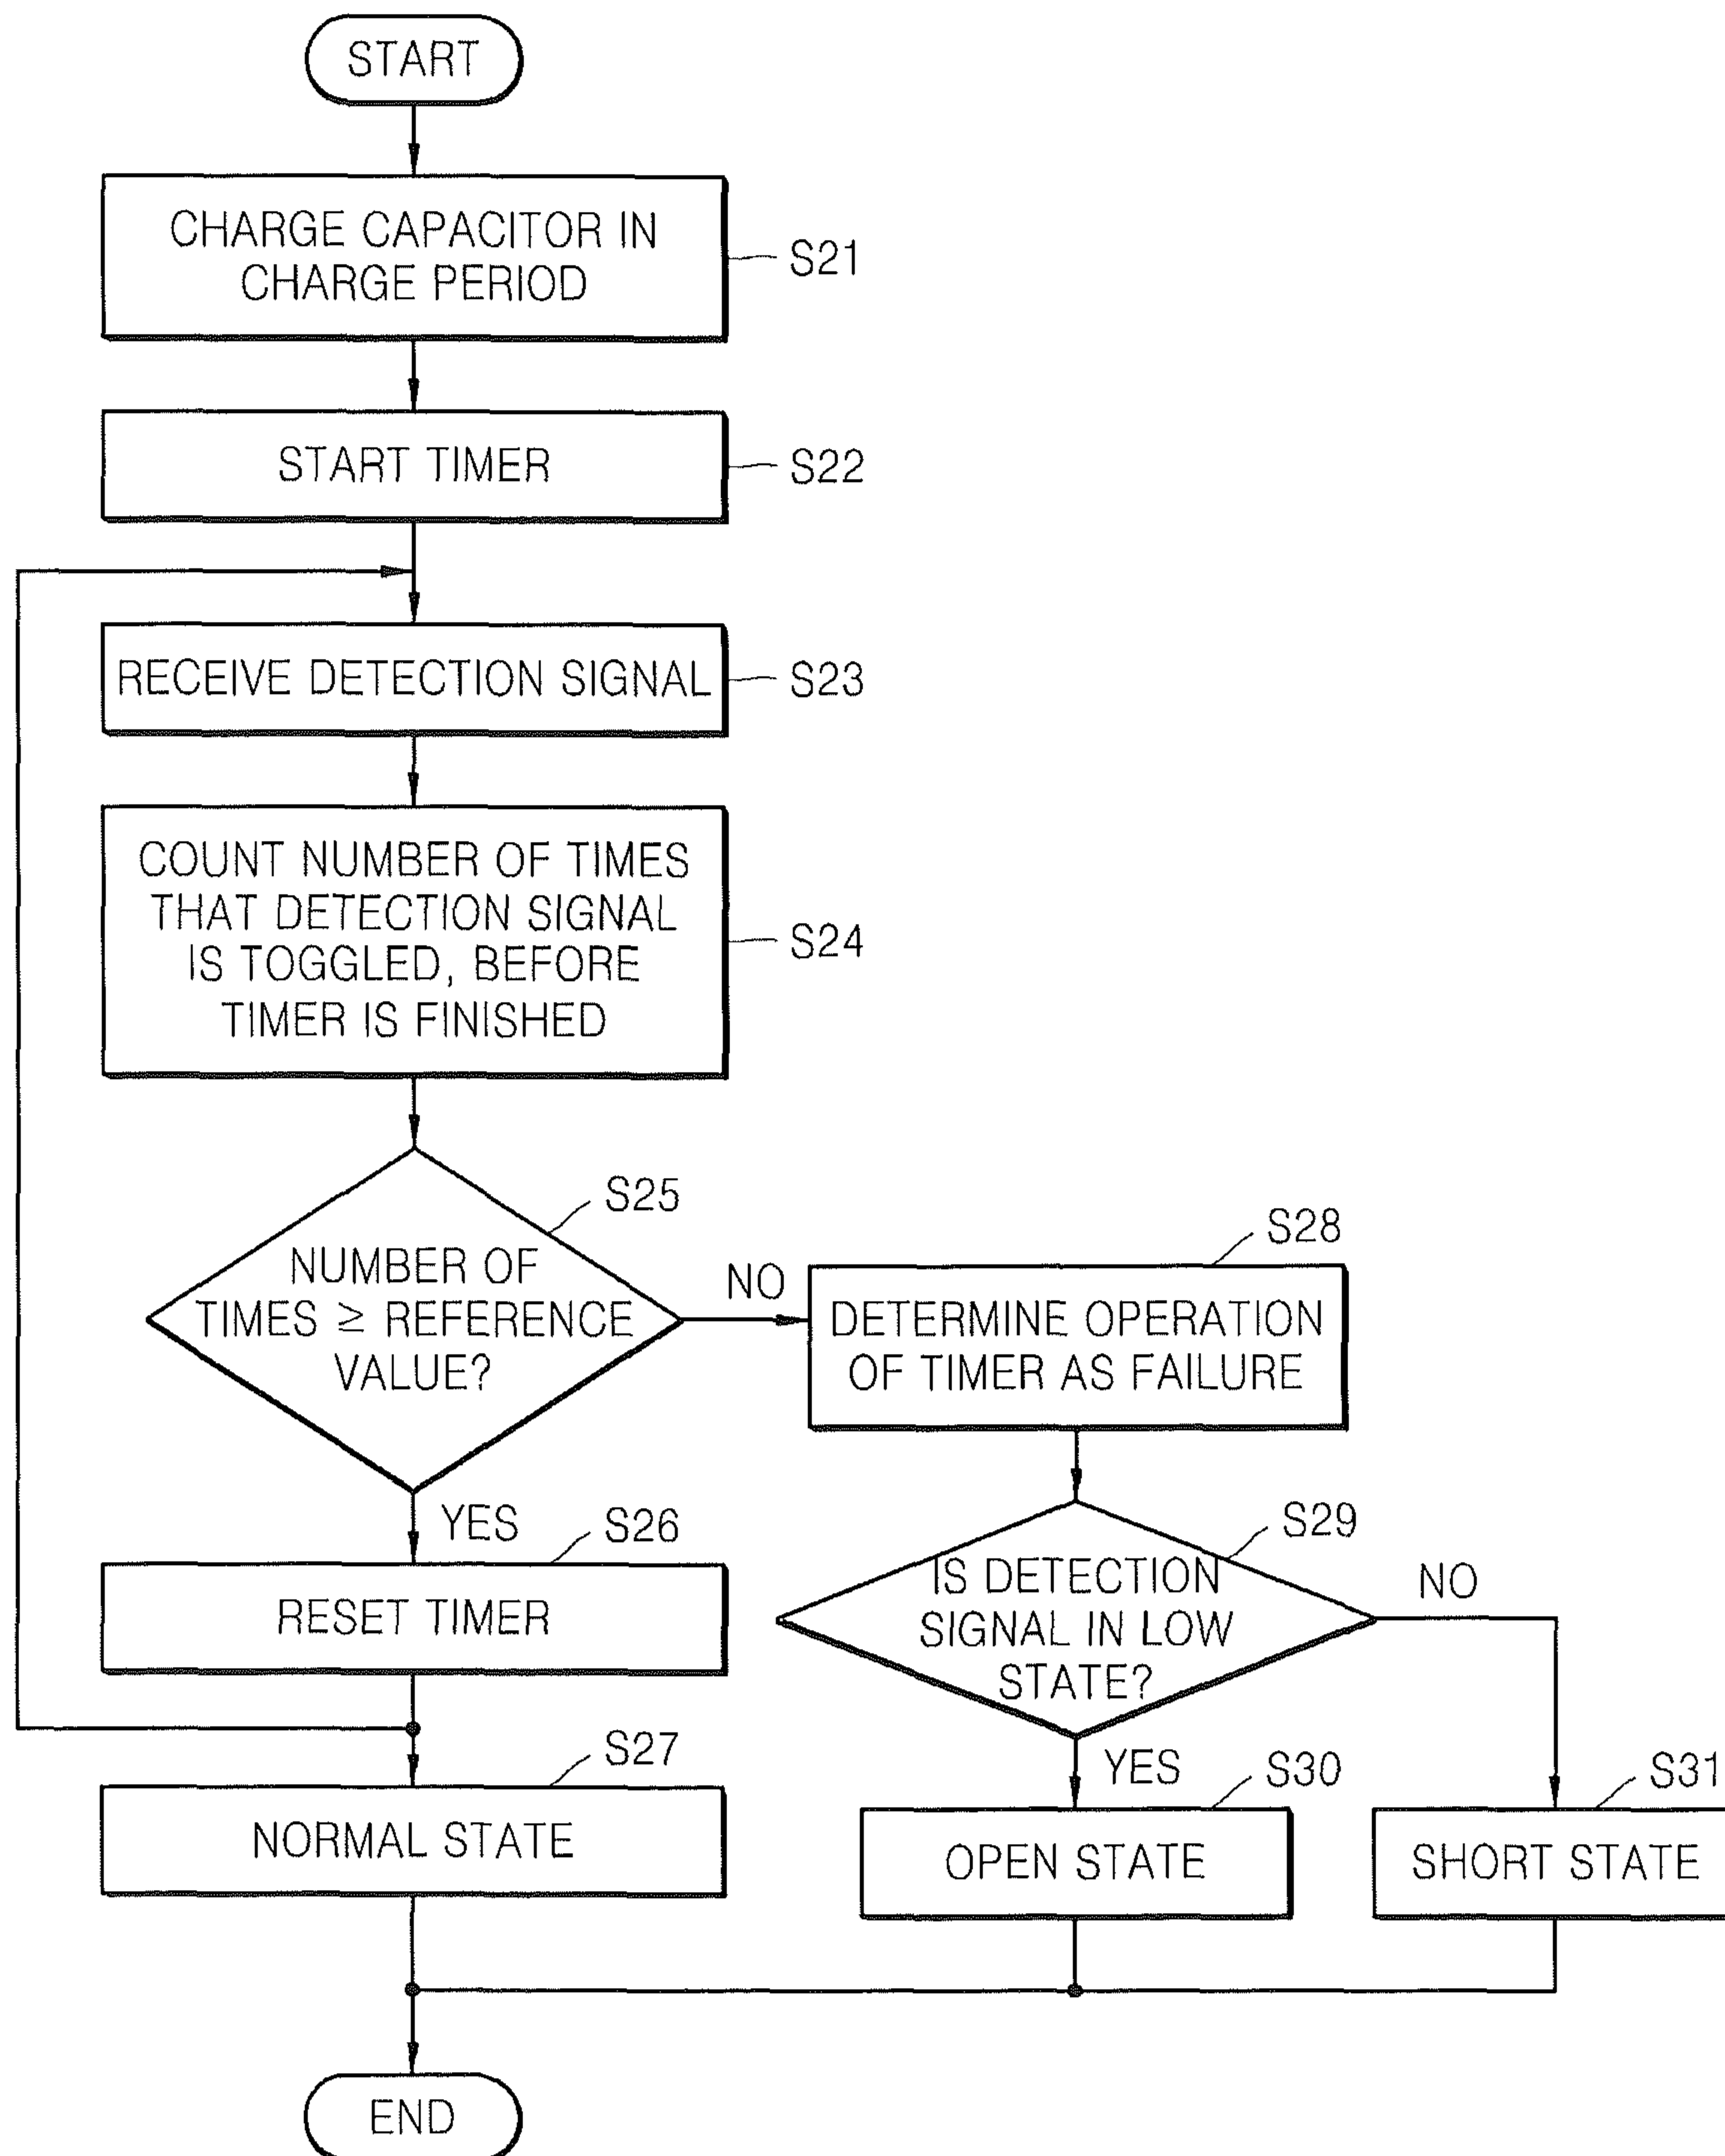 START
CHARGE CAPACITOR IN
CHARGE PERIOD
S21
START TIMER
S22
RECEIVE DETECTION SIGNAL
S23
COUNT NUMBER OF TIMES
THAT DETECTION SIGNAL
IS TOGGLED, BEFORE
TIMER IS FINISHED
S24
S25
NUMBER OF
TIMES ≥ REFERENCE
VALUE?
NO
S28
DETERMINE OPERATION
OF TIMER AS FAILURE
YES
S26
RESET TIMER
S29
IS DETECTION
SIGNAL IN LOW
STATE?
NO
S27
NORMAL STATE
YES
S30
OPEN STATE
S31
SHORT STATE
END